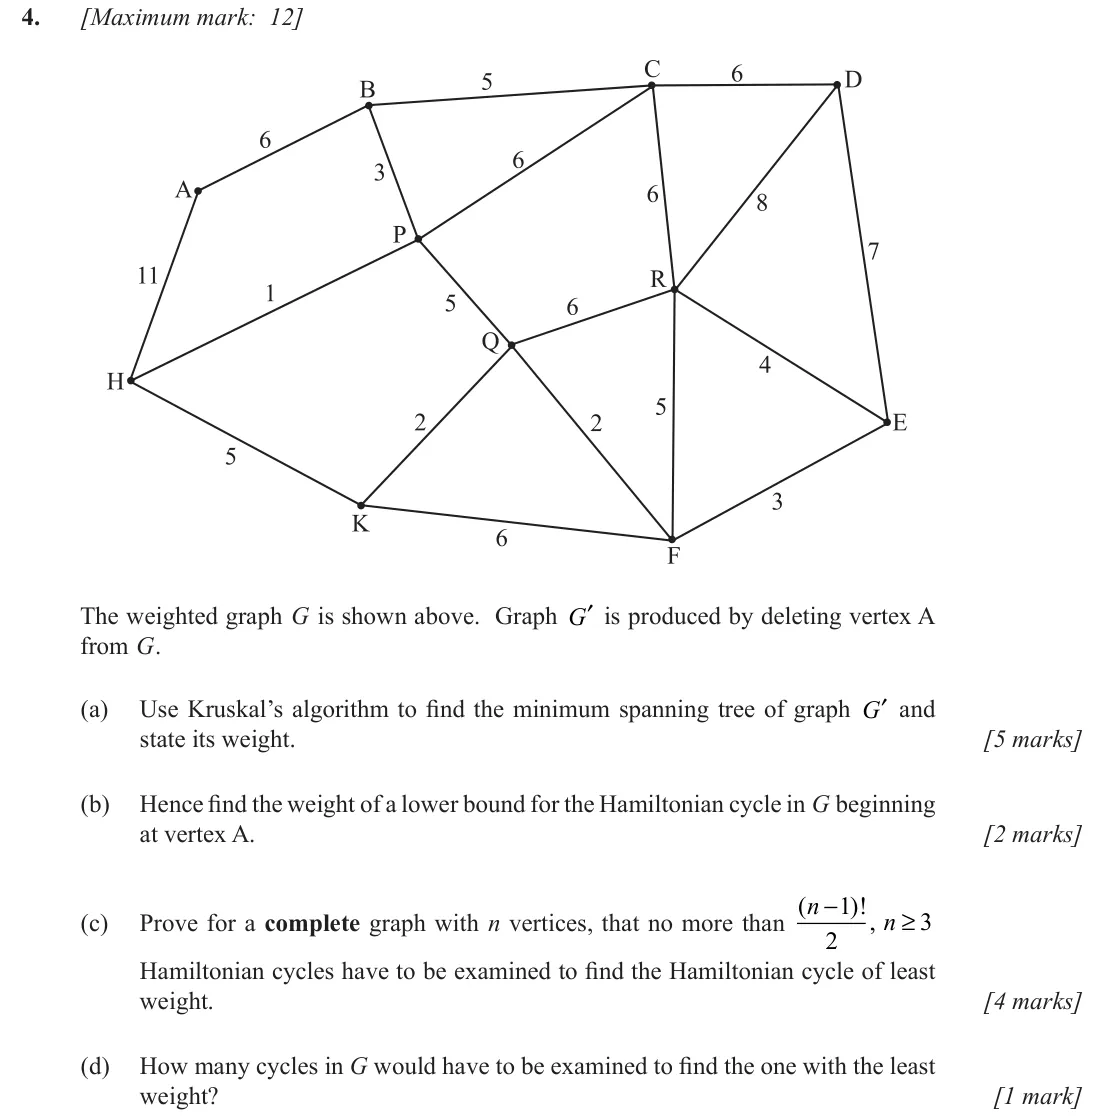 4. [Maximum mark: 12]
C 6 D
B 5
6
A 3 6 6 8
P R 7
11 1 5 6
Q
H 4
2 2 5 E
5
K 6 3
F
The weighted graph G is shown above. Graph G′ is produced by deleting vertex A
from G.
(a) Use Kruskal's algorithm to find the minimum spanning tree of graph G′ and
state its weight. [5 marks]
(b) Hence find the weight of a lower bound for the Hamiltonian cycle in G beginning
at vertex A. [2 marks]
(c) Prove for a complete graph with n vertices, that no more than (n−1)!/2, n ≥ 3
Hamiltonian cycles have to be examined to find the Hamiltonian cycle of least
weight. [4 marks]
(d) How many cycles in G would have to be examined to find the one with the least
weight? [1 mark]